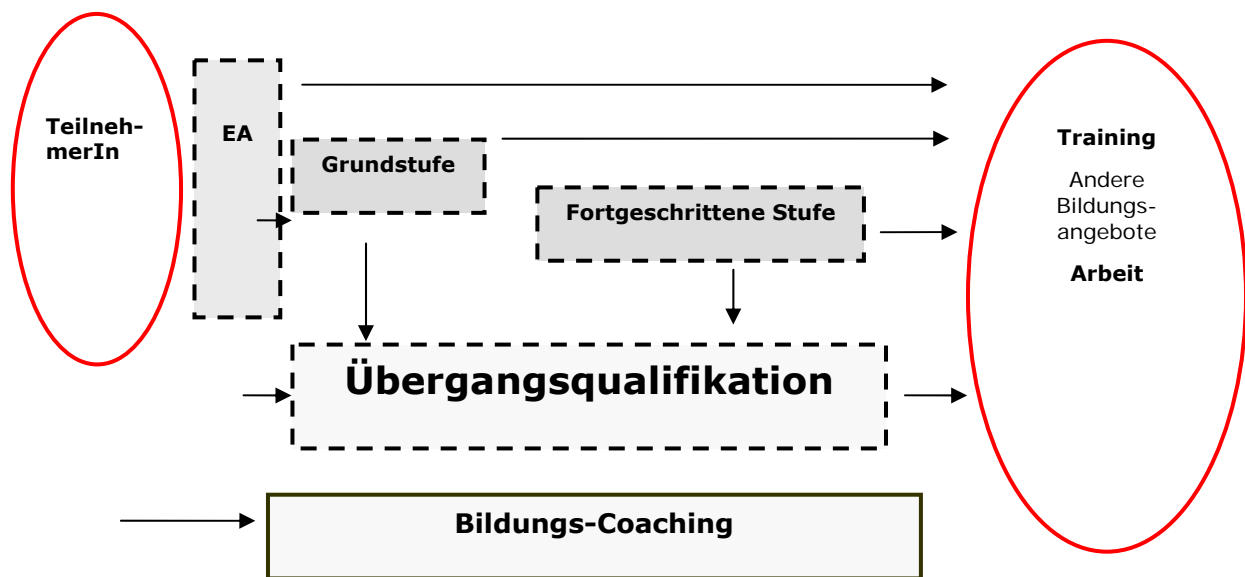 Teilneh-
merIn
EA
Grundstufe
Fortgeschrittene Stufe
Übergangsqualifikation
Bildungs-Coaching
Training
Andere
Bildungs-
angebote
Arbeit